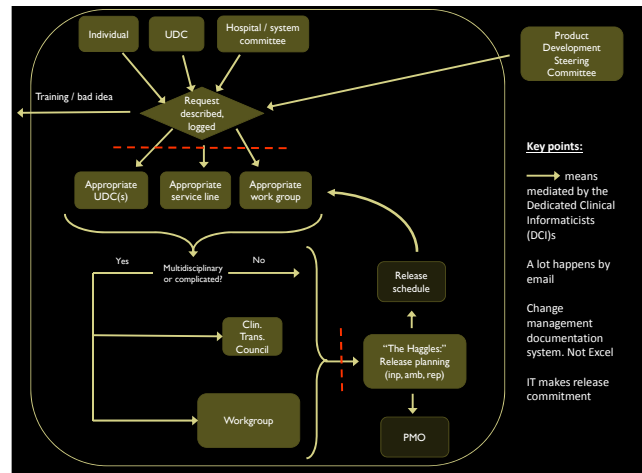 Individual
UDC
Hospital / system
committee
Product
Development
Steering
Committee
Training / bad idea
Request
described,
logged
Appropriate
UDC(s)
Appropriate
service line
Appropriate
work group
Yes
Multidisciplinary
or complicated?
No
Clin.
Trans.
Council
Workgroup
Release
schedule
“The Haggles:”
Release planning
(inp, amb, rep)
PMO
Key points:
means
mediated by the
Dedicated Clinical
Informaticists
(DCI)s
A lot happens by
email
Change
management
documentation
system. Not Excel
IT makes release
commitment